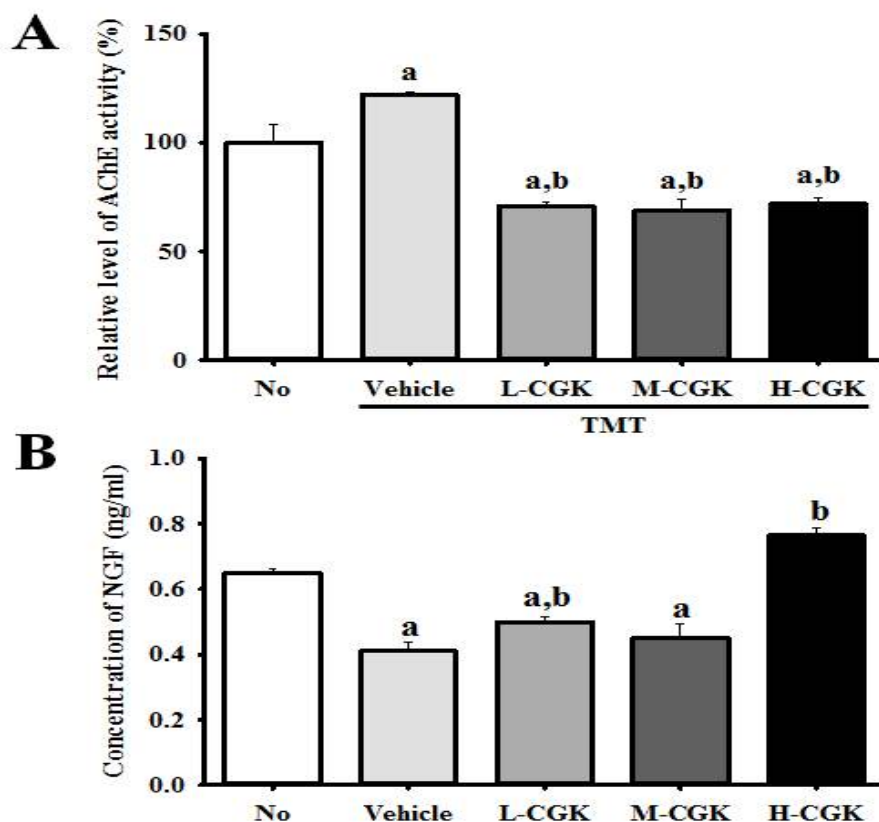 A
Relative level of AChE activity (%)
150
100
50
0
a
a,b
a,b
a,b
No Vehicle L-CGK M-CGK H-CGK
TMT
B
Concentration of NGF (ng/ml)
1.0
0.8
0.6
0.4
0.2
0.0
a
a,b
a
b
No Vehicle L-CGK M-CGK H-CGK